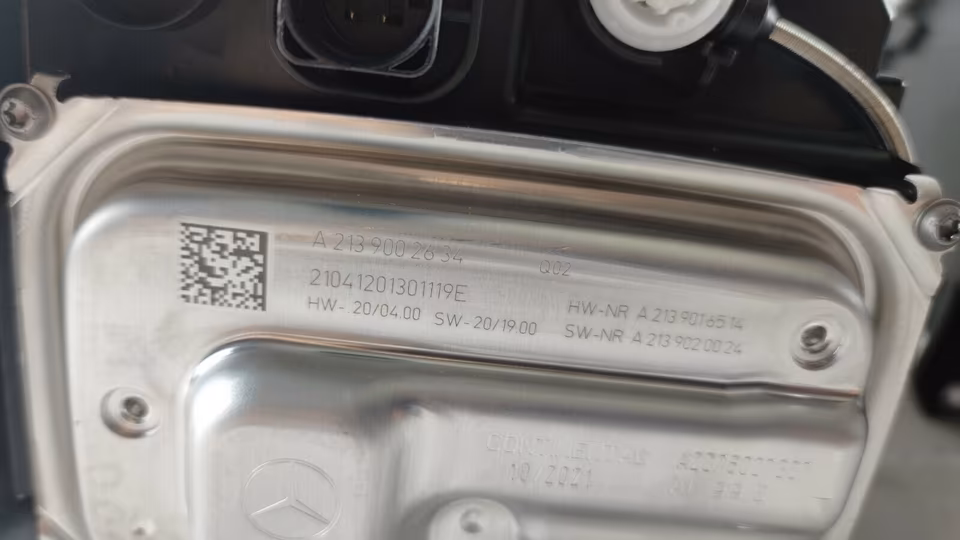 A 213 900 26 34 Q02
21041201301119E
HW- 20/04.00 SW-20/19.00
HW-NR A 213 901 65 14
SW-NR A 213 902 00 24
CONTINENTAL
10/2021